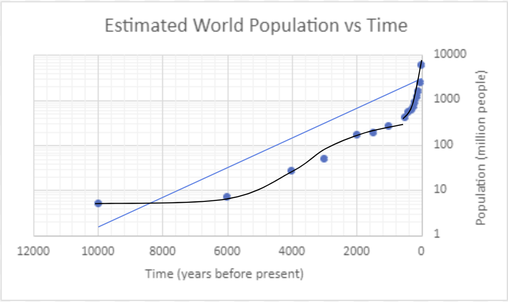 Estimated World Population vs Time
10000
1000
100
10
1
Population (million people)
12000 10000 8000 6000 4000 2000 0
Time (years before present)